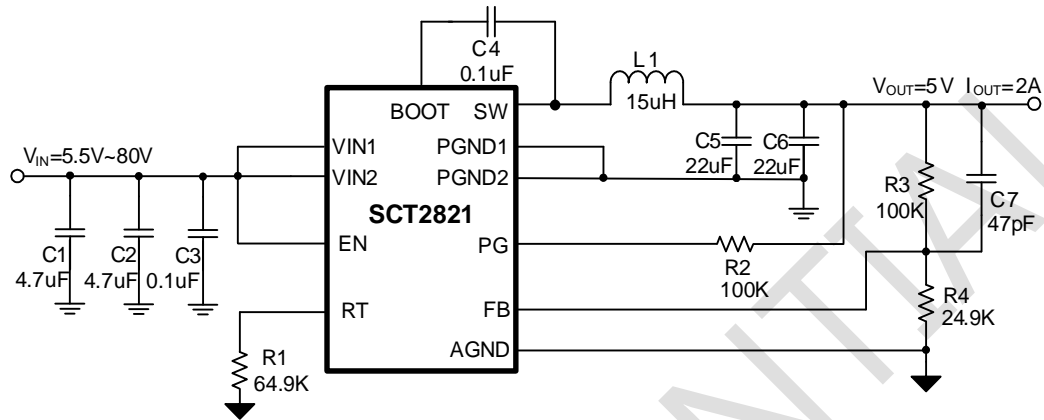 C4
0.1uF
L1
15uH
BOOT
SW
VOUT=5V IOUT=2A
VIN=5.5V~80V
VIN1
VIN2
EN
RT
SCT2821
PGND1
PGND2
PG
FB
AGND
C5
22uF
C6
22uF
R3
100K
C7
47pF
C1
4.7uF
C2
4.7uF
C3
0.1uF
R2
100K
R4
24.9K
R1
64.9K
NTIAL